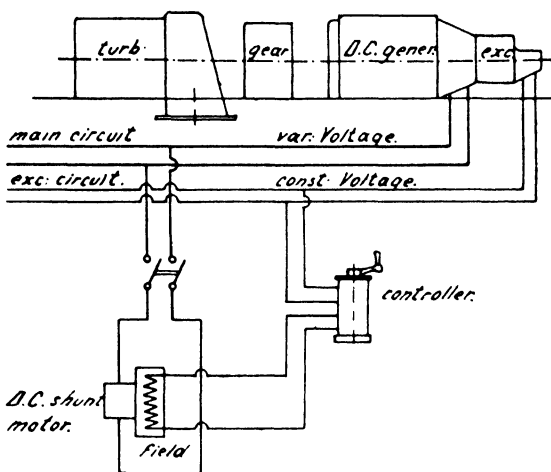 turb.
gear
D.C. gener.
exc.
main circuit
var. Voltage.
exc. circuit.
const. Voltage.
controller.
D.C. shunt
motor.
Field